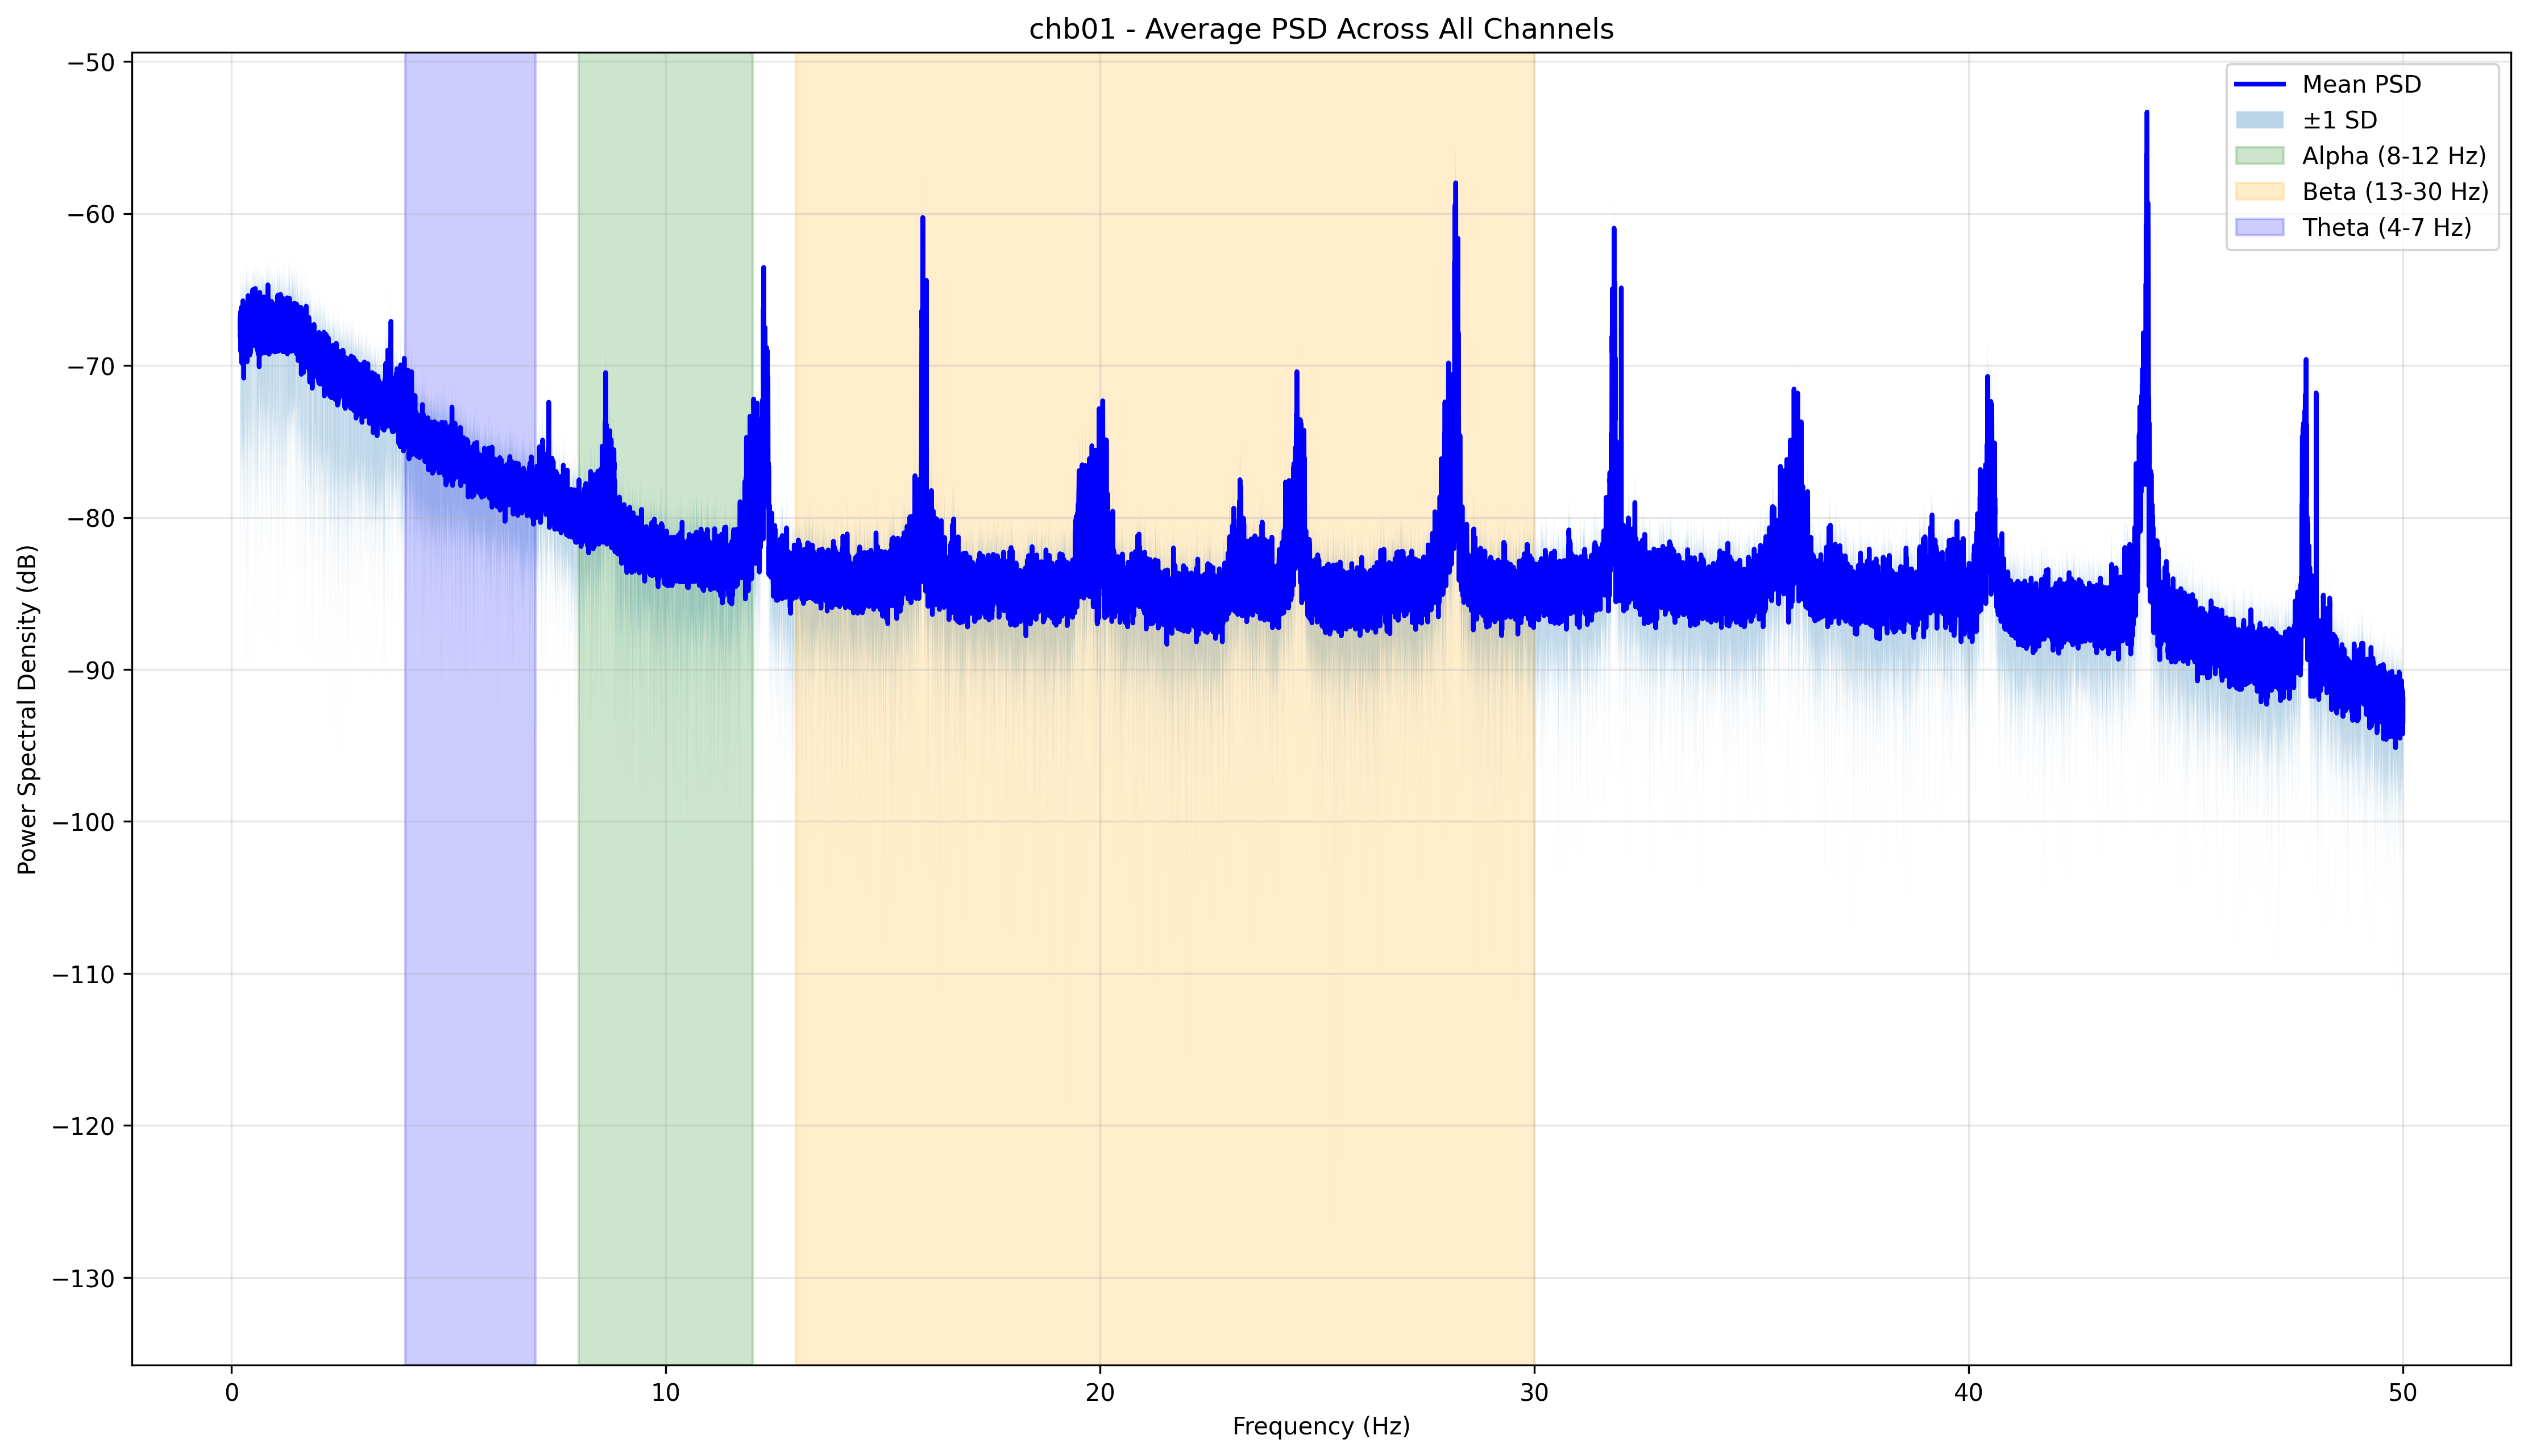 chb01 - Average PSD Across All Channels
Mean PSD
±1 SD
Alpha (8-12 Hz)
Beta (13-30 Hz)
Theta (4-7 Hz)
Power Spectral Density (dB)
−50
−60
−70
−80
−90
−100
−110
−120
−130
0
10
20
30
40
50
Frequency (Hz)